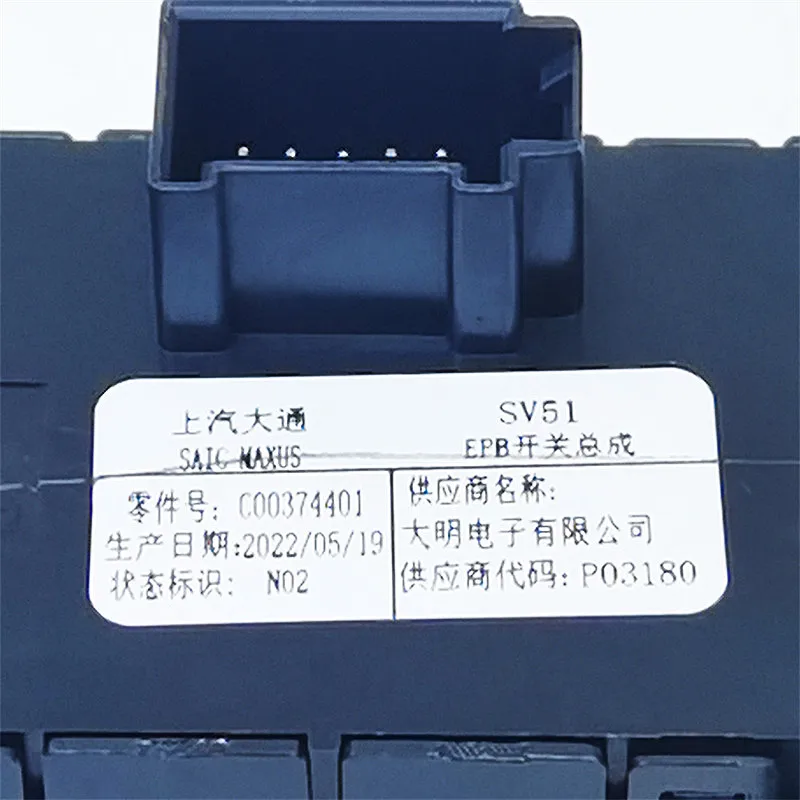 上汽大通 SV51
SAIC MAXUS EPB开关总成
零件号: C00374401
生产日期:2022/05/19
状态标识: N02
供应商名称:
大明电子有限公司
供应商代码: P03180